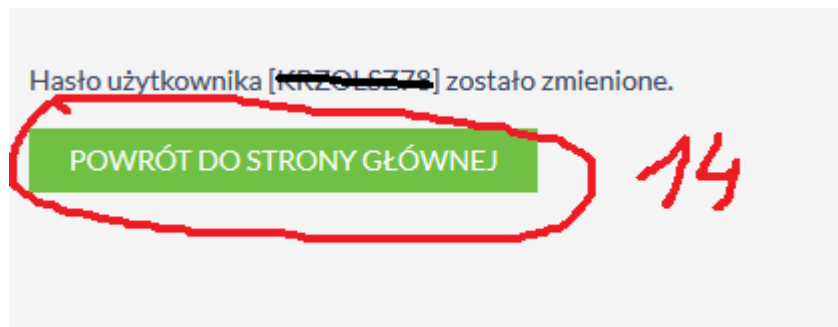 Hasło użytkownika [] zostało zmienione.
POWRÓT DO STRONY GŁÓWNEJ
14